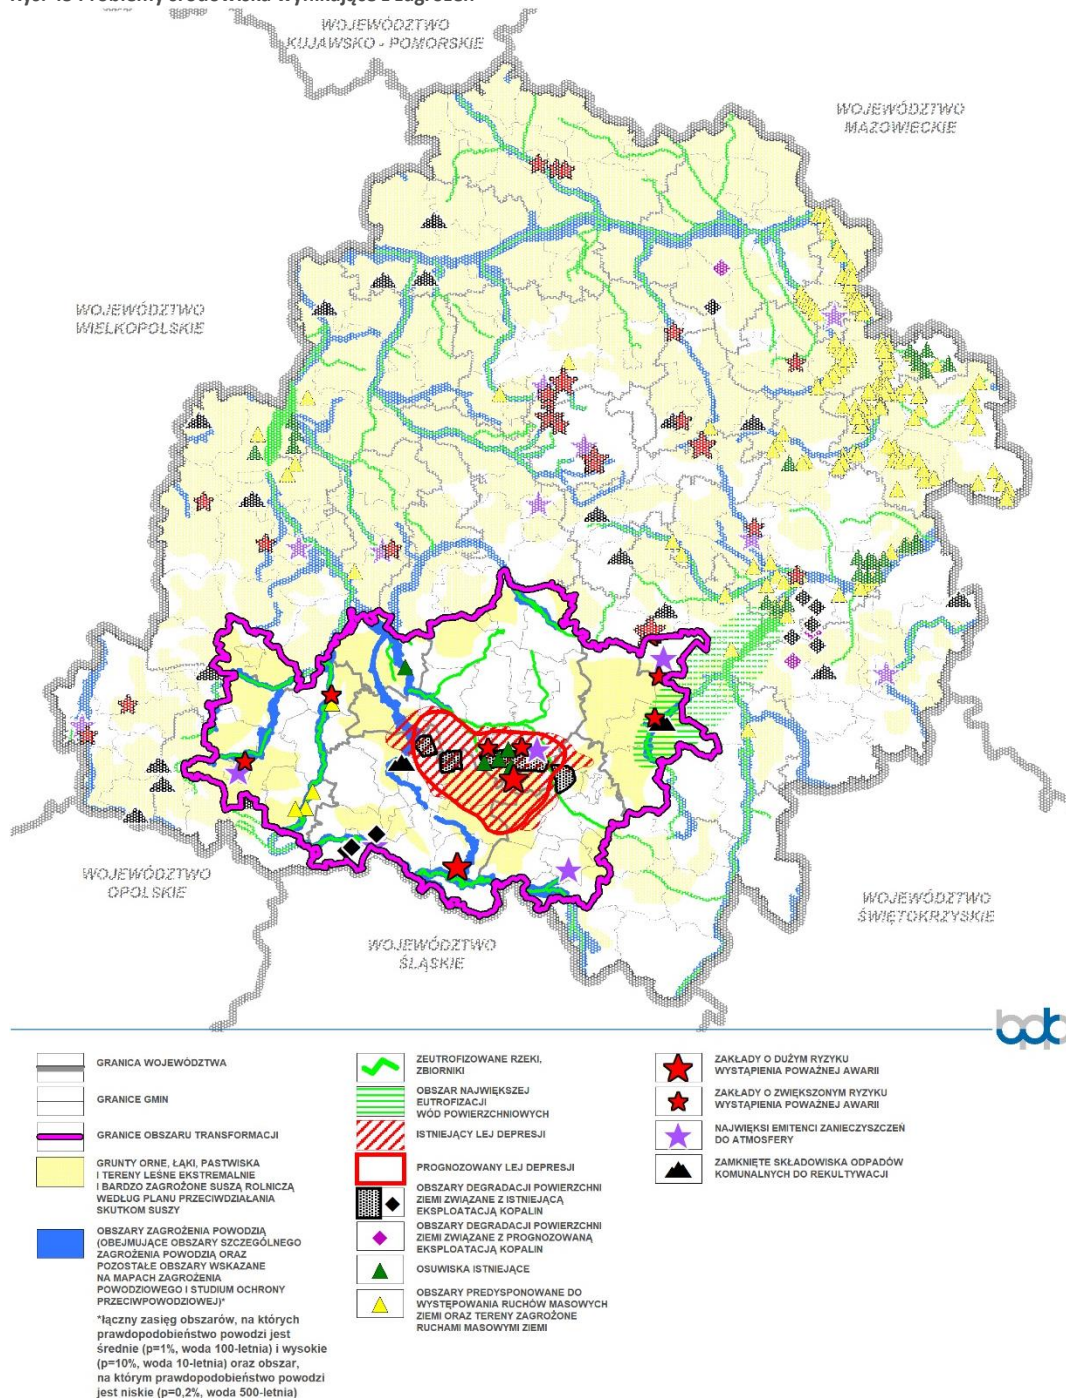 Ryc. 45 Problemy środowiska wynikające z zagrożeń
WOJEWÓDZTWO
KUJAWSKO - POMORSKIE
WOJEWÓDZTWO
MAZOWIECKIE
WOJEWÓDZTWO
WIELKOPOLSKIE
WOJEWÓDZTWO
OPOLSKIE
WOJEWÓDZTWO
ŚWIĘTOKRZYSKIE
WOJEWÓDZTWO
ŚLĄSKIE
bpp
GRANICA WOJEWÓDZTWA
GRANICE GMIN
GRANICE OBSZARU TRANSFORMACJI
GRUNTY ORNE, ŁĄKI, PASTWISKA
I TERENY LEŚNE EKSTREMALNIE
I BARDZO ZAGROŻONE SUSZĄ ROLNICZĄ
WEDŁUG PLANU PRZECIWDZIAŁANIA
SKUTKOM SUSZY
OBSZARY ZAGROŻENIA POWODZIĄ
(OBEJMUJĄCE OBSZARY SZCZEGÓLNEGO
ZAGROŻENIA POWODZIĄ ORAZ
POZOSTAŁE OBSZARY WSKAZANE
NA MAPACH ZAGROŻENIA
POWODZIOWEGO I STUDIUM OCHRONY
PRZECIWPOWODZIOWEJ)*
*łączny zasięg obszarów, na których
prawdopodobieństwo powodzi jest
średnie (p=1%, woda 100-letnia) i wysokie
(p=10%, woda 10-letnia) oraz obszar,
na którym prawdopodobieństwo powodzi
jest niskie (p=0,2%, woda 500-letnia)
ZEUTROFIZOWANE RZEKI,
ZBIORNIKI
OBSZAR NAJWIĘKSZEJ
EUTROFIZACJI
WÓD POWIERZCHNIOWYCH
ISTNIEJĄCY LEJ DEPRESJI
PROGNOZOWANY LEJ DEPRESJI
OBSZARY DEGRADACJI POWIERZCHNI
ZIEMI ZWIĄZANE Z ISTNIEJĄCĄ
EKSPLOATACJĄ KOPALIN
OBSZARY DEGRADACJI POWIERZCHNI
ZIEMI ZWIĄZANE Z PROGNOZOWANĄ
EKSPLOATACJĄ KOPALIN
OSUWISKA ISTNIEJĄCE
OBSZARY PREDYSPONOWANE DO
WYSTĘPOWANIA RUCHÓW MASOWYCH
ZIEMI ORAZ TERENY ZAGROŻONE
RUCHAMI MASOWYMI ZIEMI
ZAKŁADY O DUŻYM RYZYKU
WYSTĄPIENIA POWAŻNEJ AWARII
ZAKŁADY O ZWIĘKSZONYM RYZYKU
WYSTĄPIENIA POWAŻNEJ AWARII
NAJWIĘKSI EMITENCI ZANIECZYSZCZEŃ
DO ATMOSFERY
ZAMKNIĘTE SKŁADOWISKA ODPADÓW
KOMUNALNYCH DO REKULTYWACJI